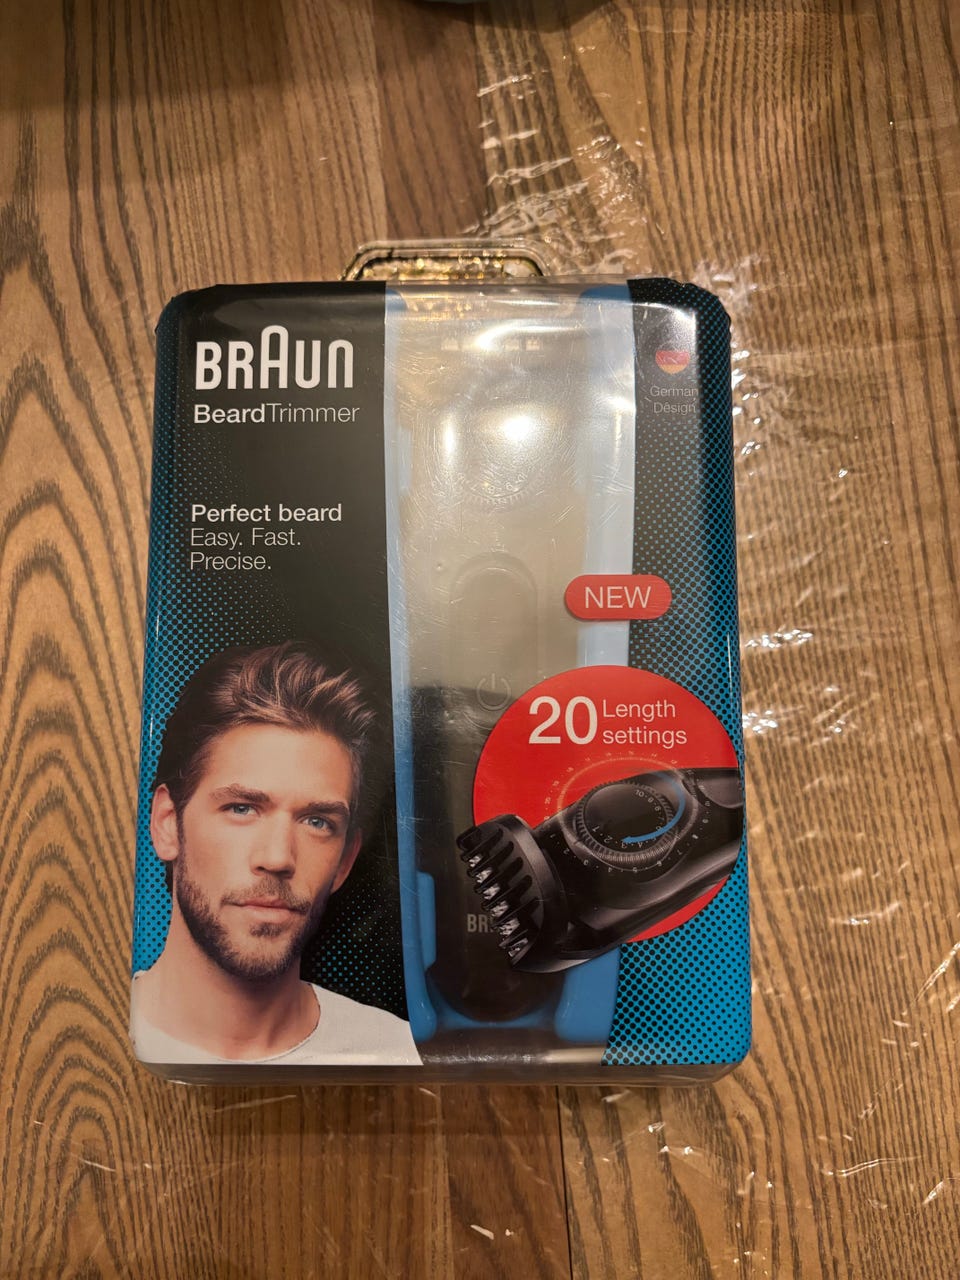 BRAUN
BeardTrimmer
German
Design
Perfect beard
Easy. Fast.
Precise.
NEW
20 Length
settings